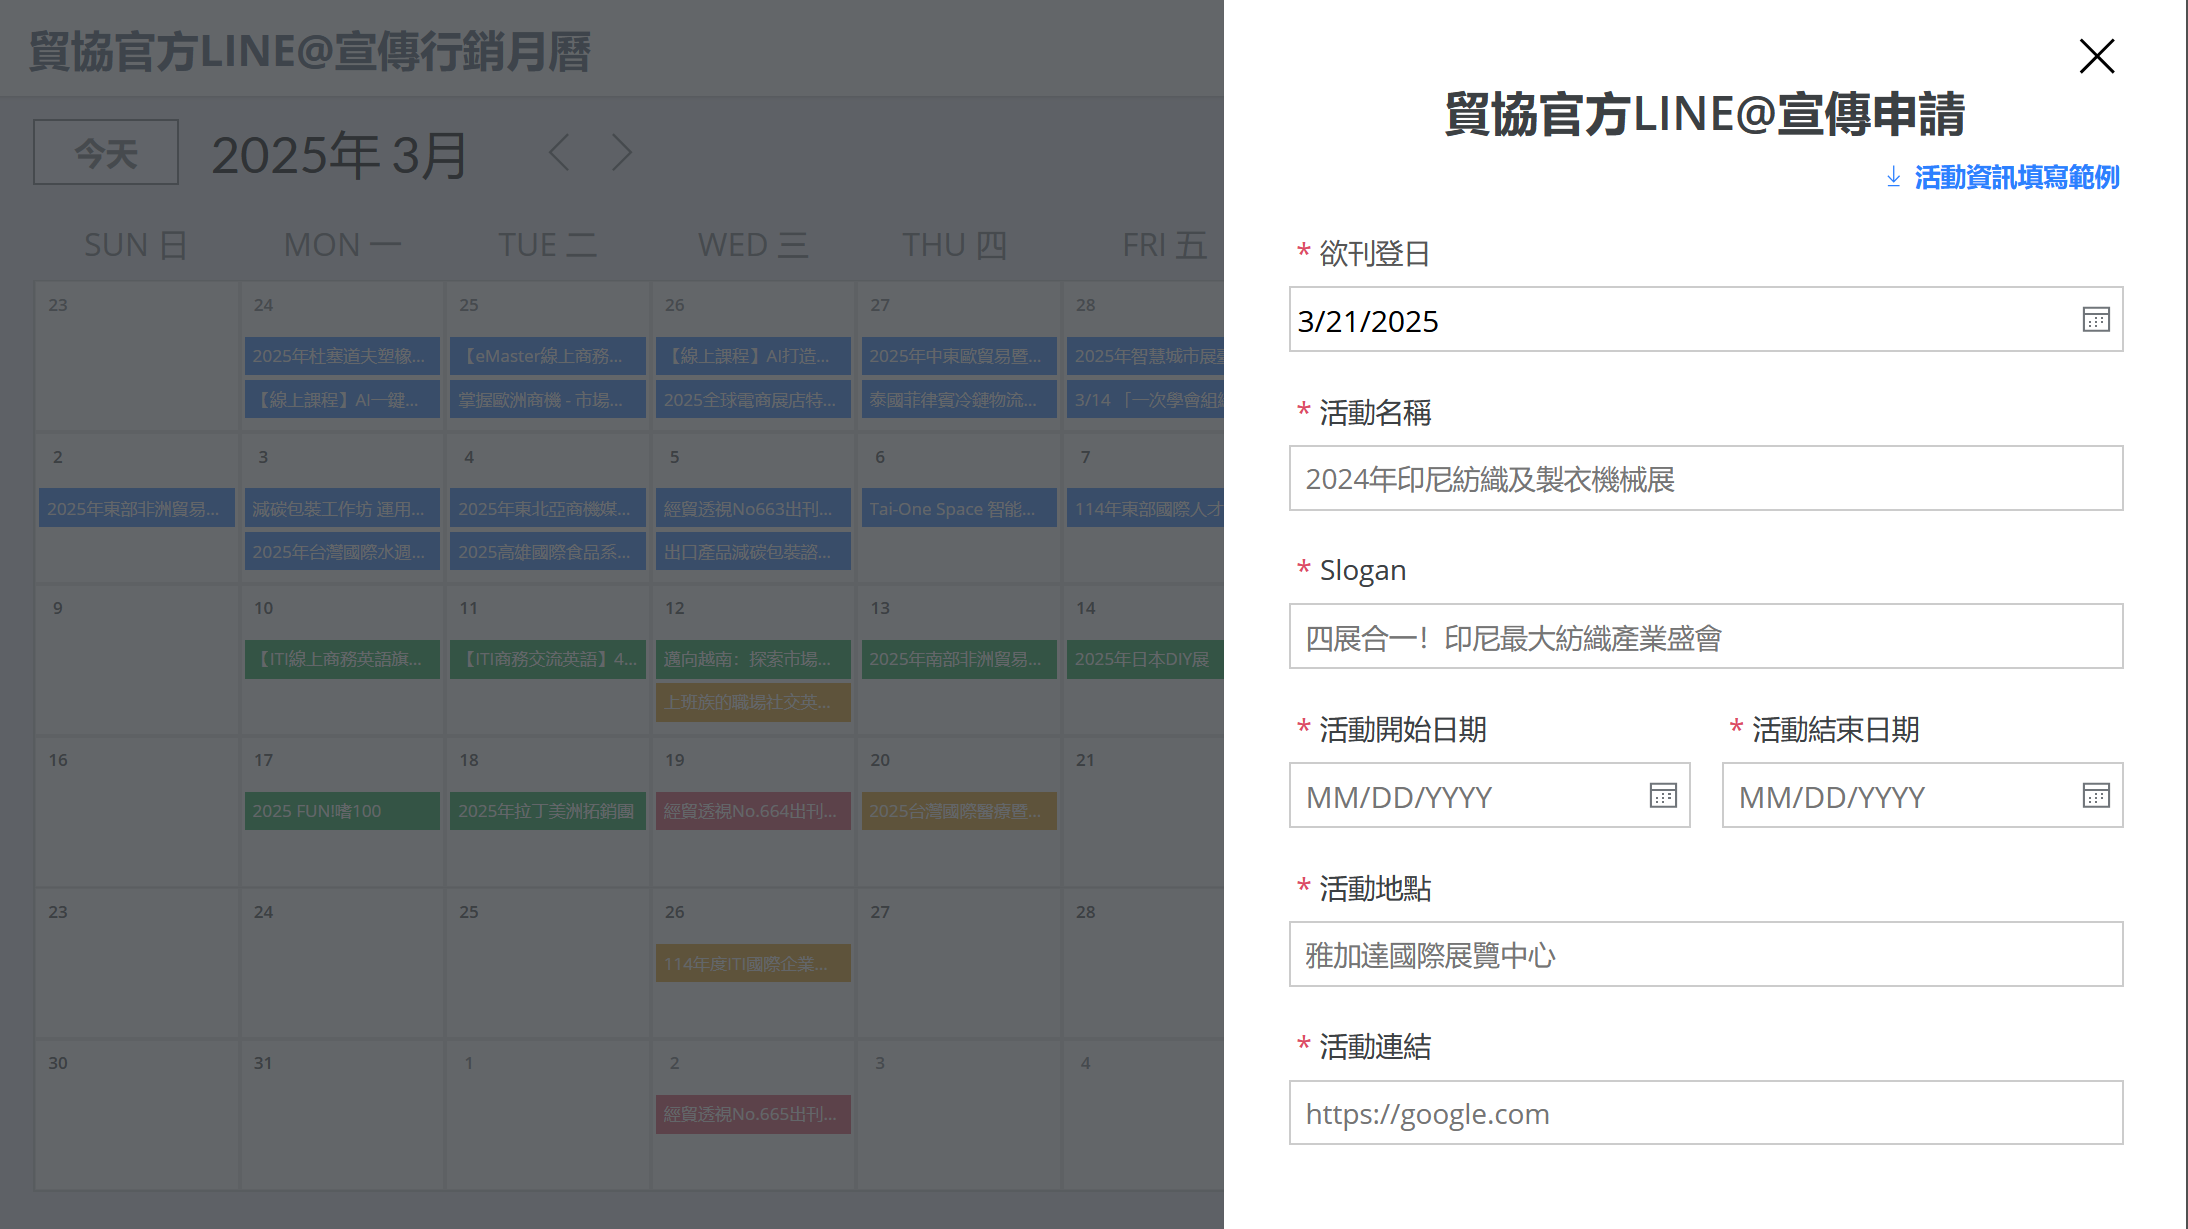 貿協官方LINE@宣傳行銷月曆
今天
2025年 3月
SUN 日
MON 一
TUE 二
WED 三
THU 四
FRI 五
23
24
25
26
27
28
2025年杜塞道夫塑橡...
【eMaster線上商務...
【線上課程】AI打造...
2025年中東歐貿易暨...
2025年智慧城市展
【線上課程】AI一鍵...
掌握歐洲商機 - 市場...
2025全球電商展店特...
泰國菲律賓冷鏈物流...
3/14 「一次學會組
2
3
4
5
6
7
2025年東部非洲貿易...
減碳包裝工作坊 運用...
2025年東北亞商機媒...
經貿透視No663出刊...
Tai-One Space 智能...
114年東部國際人才
2025年台灣國際水週...
2025高雄國際食品系...
出口產品減碳包裝諮...
9
10
11
12
13
14
【ITI線上商務英語旗...
【ITI商務交流英語】4...
邁向越南：探索市場...
2025年南部非洲貿易...
2025年日本DIY展
上班族的職場社交英...
16
17
18
19
20
21
2025 FUN!嗜100
2025年拉丁美洲拓銷團
經貿透視No.664出刊...
2025台灣國際醫療暨...
23
24
25
26
27
28
114年度ITI國際企業...
30
31
1
2
3
4
經貿透視No.665出刊...
貿協官方LINE@宣傳申請
活動資訊填寫範例
* 欲刊登日
3/21/2025
* 活動名稱
2024年印尼紡織及製衣機械展
* Slogan
四展合一！印尼最大紡織產業盛會
* 活動開始日期
* 活動結束日期
MM/DD/YYYY
MM/DD/YYYY
* 活動地點
雅加達國際展覽中心
* 活動連結
https://google.com